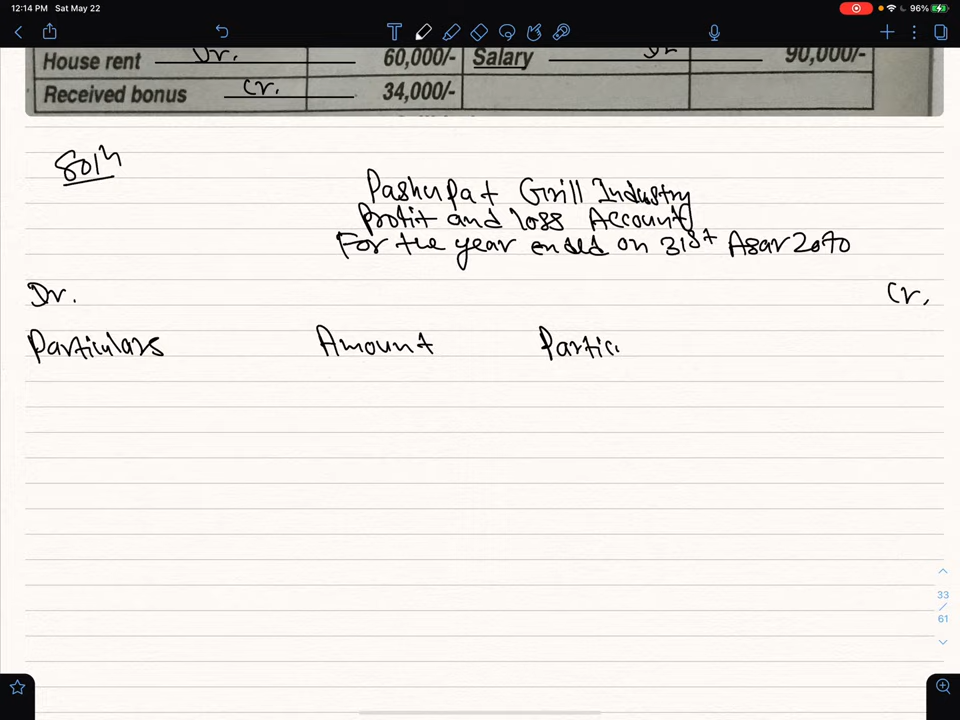 12:14 PM Sat May 22
96%
House rent Dr. 60,000/- Salary 90,000/-
Received bonus Cr. 34,000/-
Soln
Pashupat Grill Industry
Profit and loss Account
For the year ended on 31st Asar 2070
Dr. Cr.
Particulars Amount Partic
33
/
61